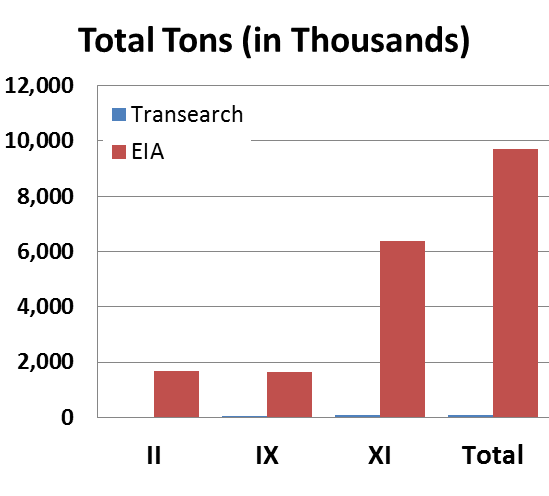 Total Tons (in Thousands)
12,000
10,000
8,000
6,000
4,000
2,000
0
Transearch
EIA
II
IX
XI
Total